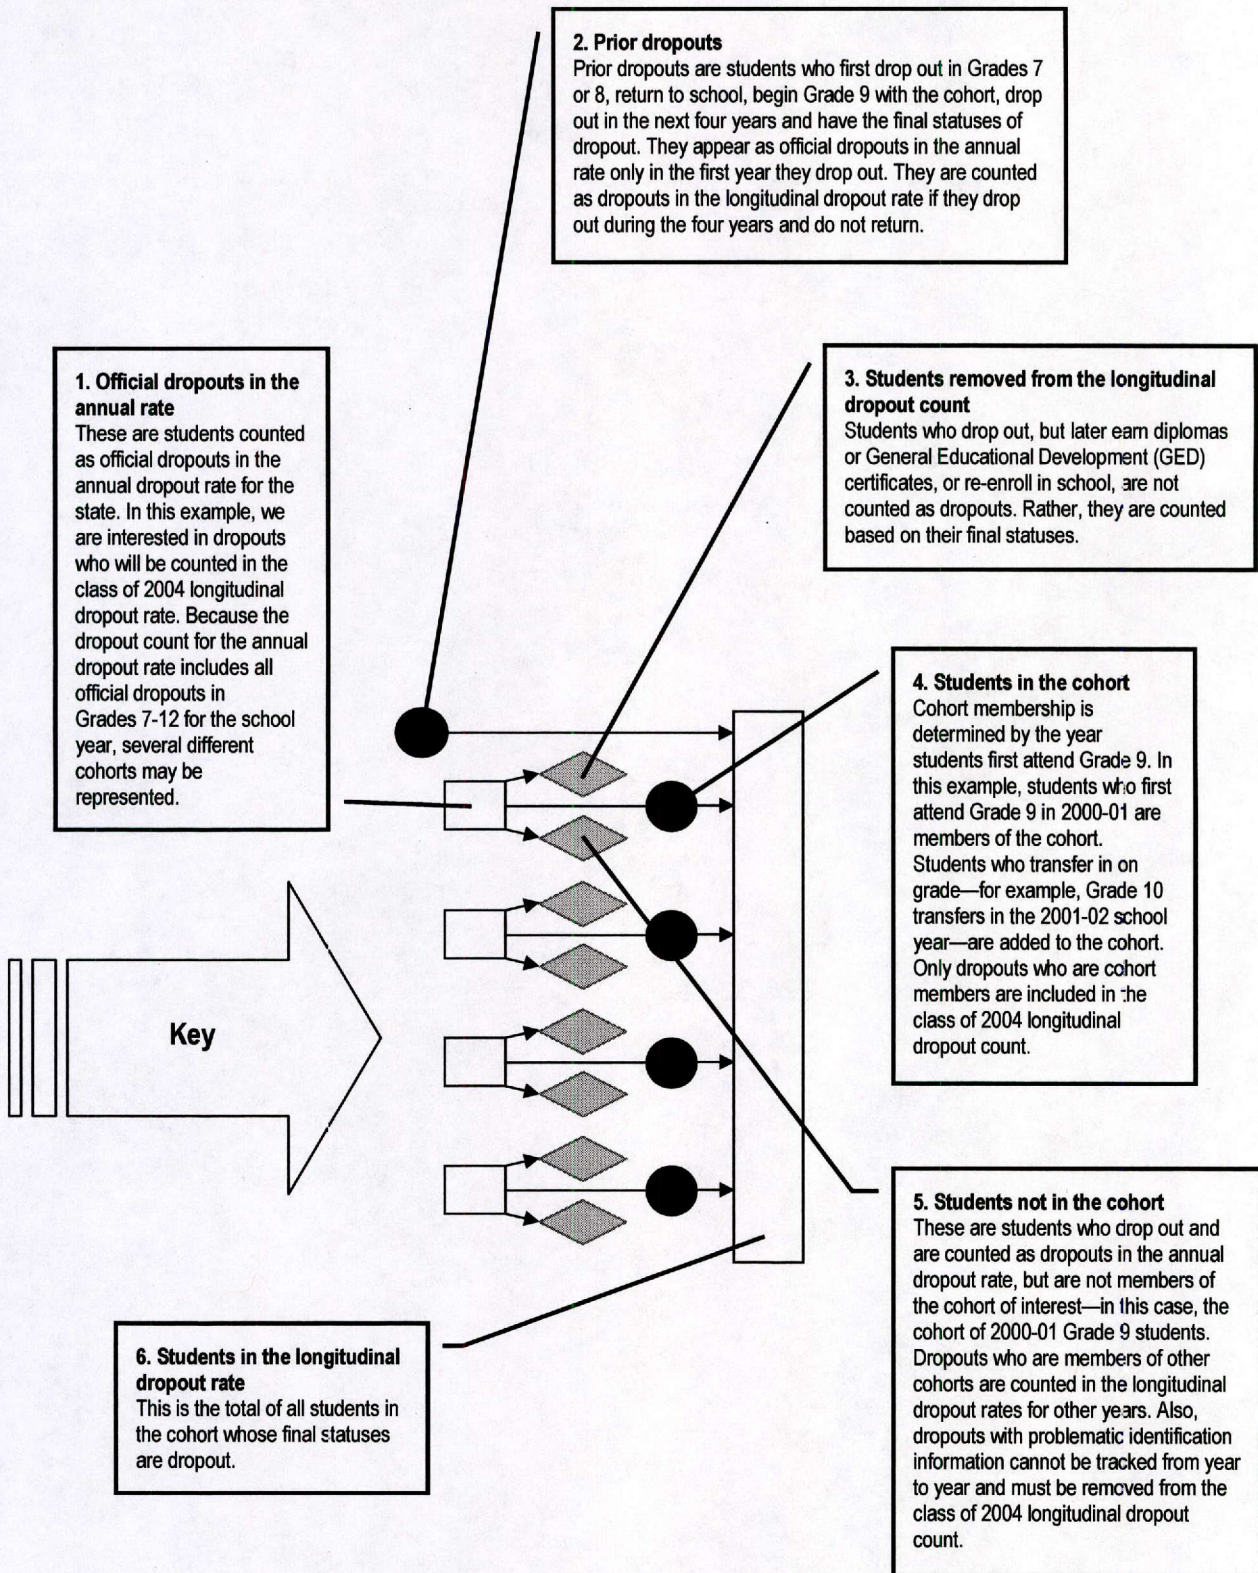 2. Prior dropouts
Prior dropouts are students who first drop out in Grades 7
or 8, return to school, begin Grade 9 with the cohort, drop
out in the next four years and have the final statuses of
dropout. They appear as official dropouts in the annual
rate only in the first year they drop out. They are counted
as dropouts in the longitudinal dropout rate if they drop
out during the four years and do not return.
1. Official dropouts in the
annual rate
These are students counted
as official dropouts in the
annual dropout rate for the
state. In this example, we
are interested in dropouts
who will be counted in the
class of 2004 longitudinal
dropout rate. Because the
dropout count for the annual
dropout rate includes all
official dropouts in
Grades 7-12 for the school
year, several different
cohorts may be
represented.
3. Students removed from the longitudinal
dropout count
Students who drop out, but later earn diplomas
or General Educational Development (GED)
certificates, or re-enroll in school, are not
counted as dropouts. Rather, they are counted
based on their final statuses.
4. Students in the cohort
Cohort membership is
determined by the year
students first attend Grade 9. In
this example, students who first
attend Grade 9 in 2000-01 are
members of the cohort.
Students who transfer in on
grade—for example, Grade 10
transfers in the 2001-02 school
year—are added to the cohort.
Only dropouts who are cohort
members are included in the
class of 2004 longitudinal
dropout count.
Key
5. Students not in the cohort
These are students who drop out and
are counted as dropouts in the annual
dropout rate, but are not members of
the cohort of interest—in this case, the
cohort of 2000-01 Grade 9 students.
Dropouts who are members of other
cohorts are counted in the longitudinal
dropout rates for other years. Also,
dropouts with problematic identification
information cannot be tracked from year
to year and must be removed from the
class of 2004 longitudinal dropout
count.
6. Students in the longitudinal
dropout rate
This is the total of all students in
the cohort whose final statuses
are dropout.